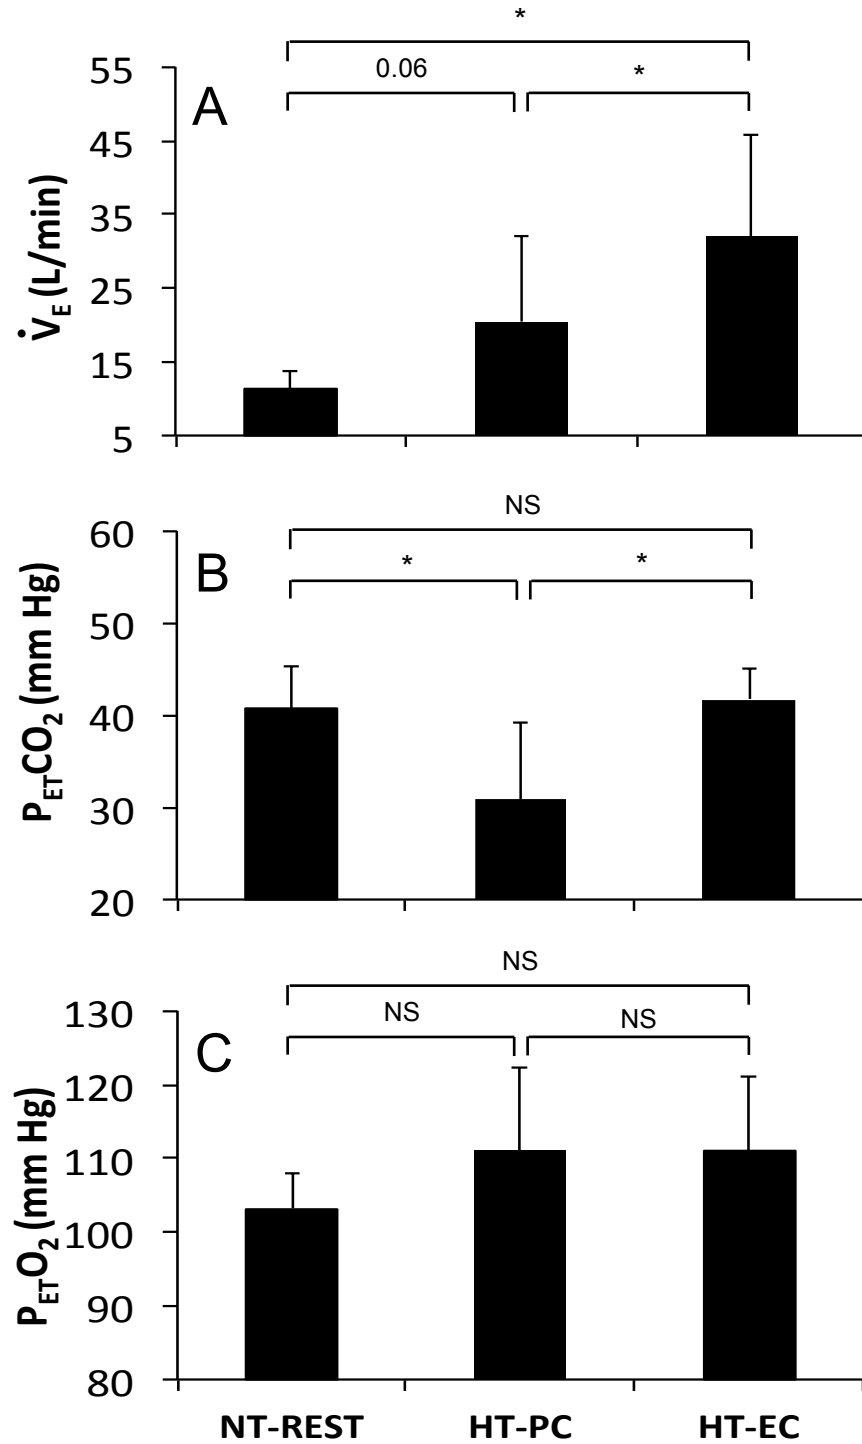 *
0.06
*
A
55
45
35
25
15
5
V̇E (L/min)
NS
*
*
B
60
50
40
30
20
PETCO2 (mm Hg)
NS
NS
NS
C
130
120
110
100
90
80
PETO2 (mm Hg)
NT-REST HT-PC HT-EC